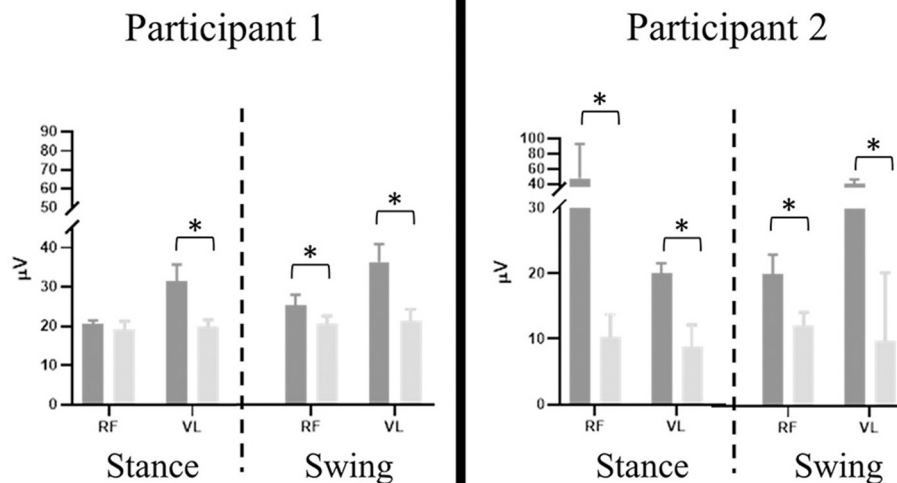 Participant 1
*
*
*
90
80
70
60
50
40
30
20
10
0
µV
RF
VL
RF
VL
Stance
Swing
Participant 2
*
*
*
*
100
80
60
40
30
20
10
0
µV
RF
VL
RF
VL
Stance
Swing